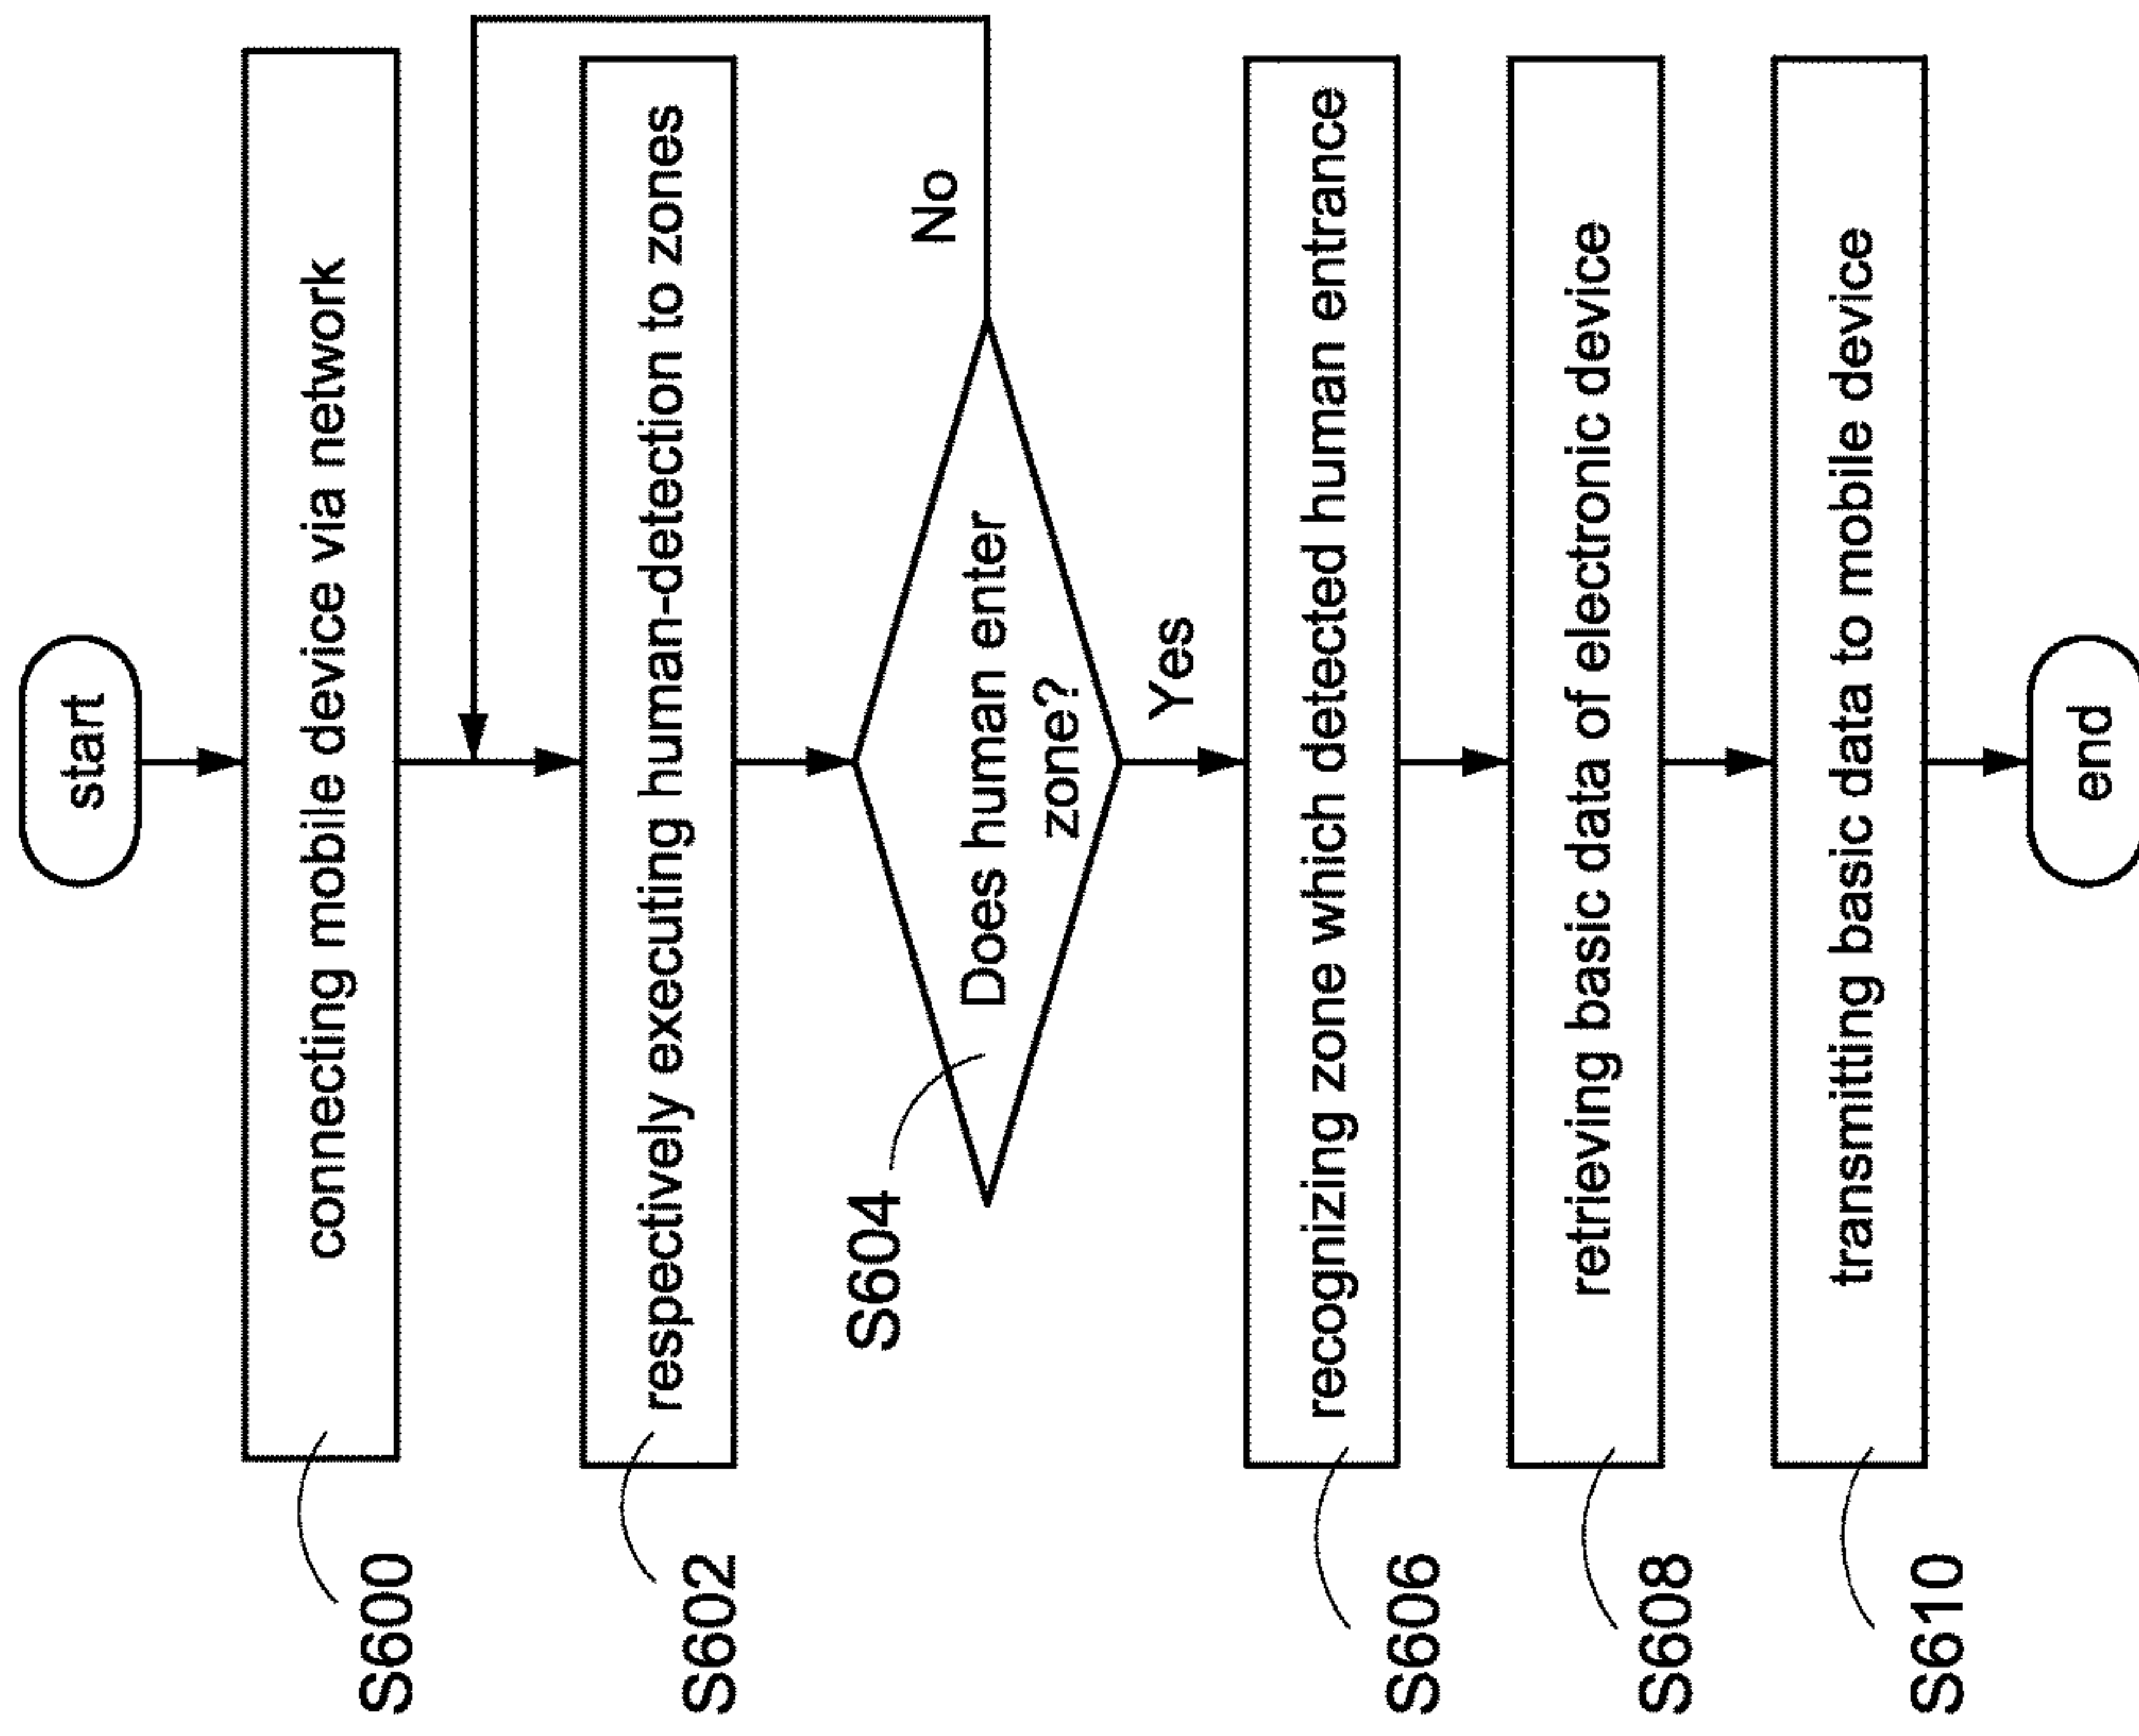 start
connecting mobile device via network
S600
respectively executing human-detection to zones
S602
No
Does human enter
zone?
S604
Yes
recognizing zone which detected human entrance
S606
retrieving basic data of electronic device
S608
transmitting basic data to mobile device
S610
end